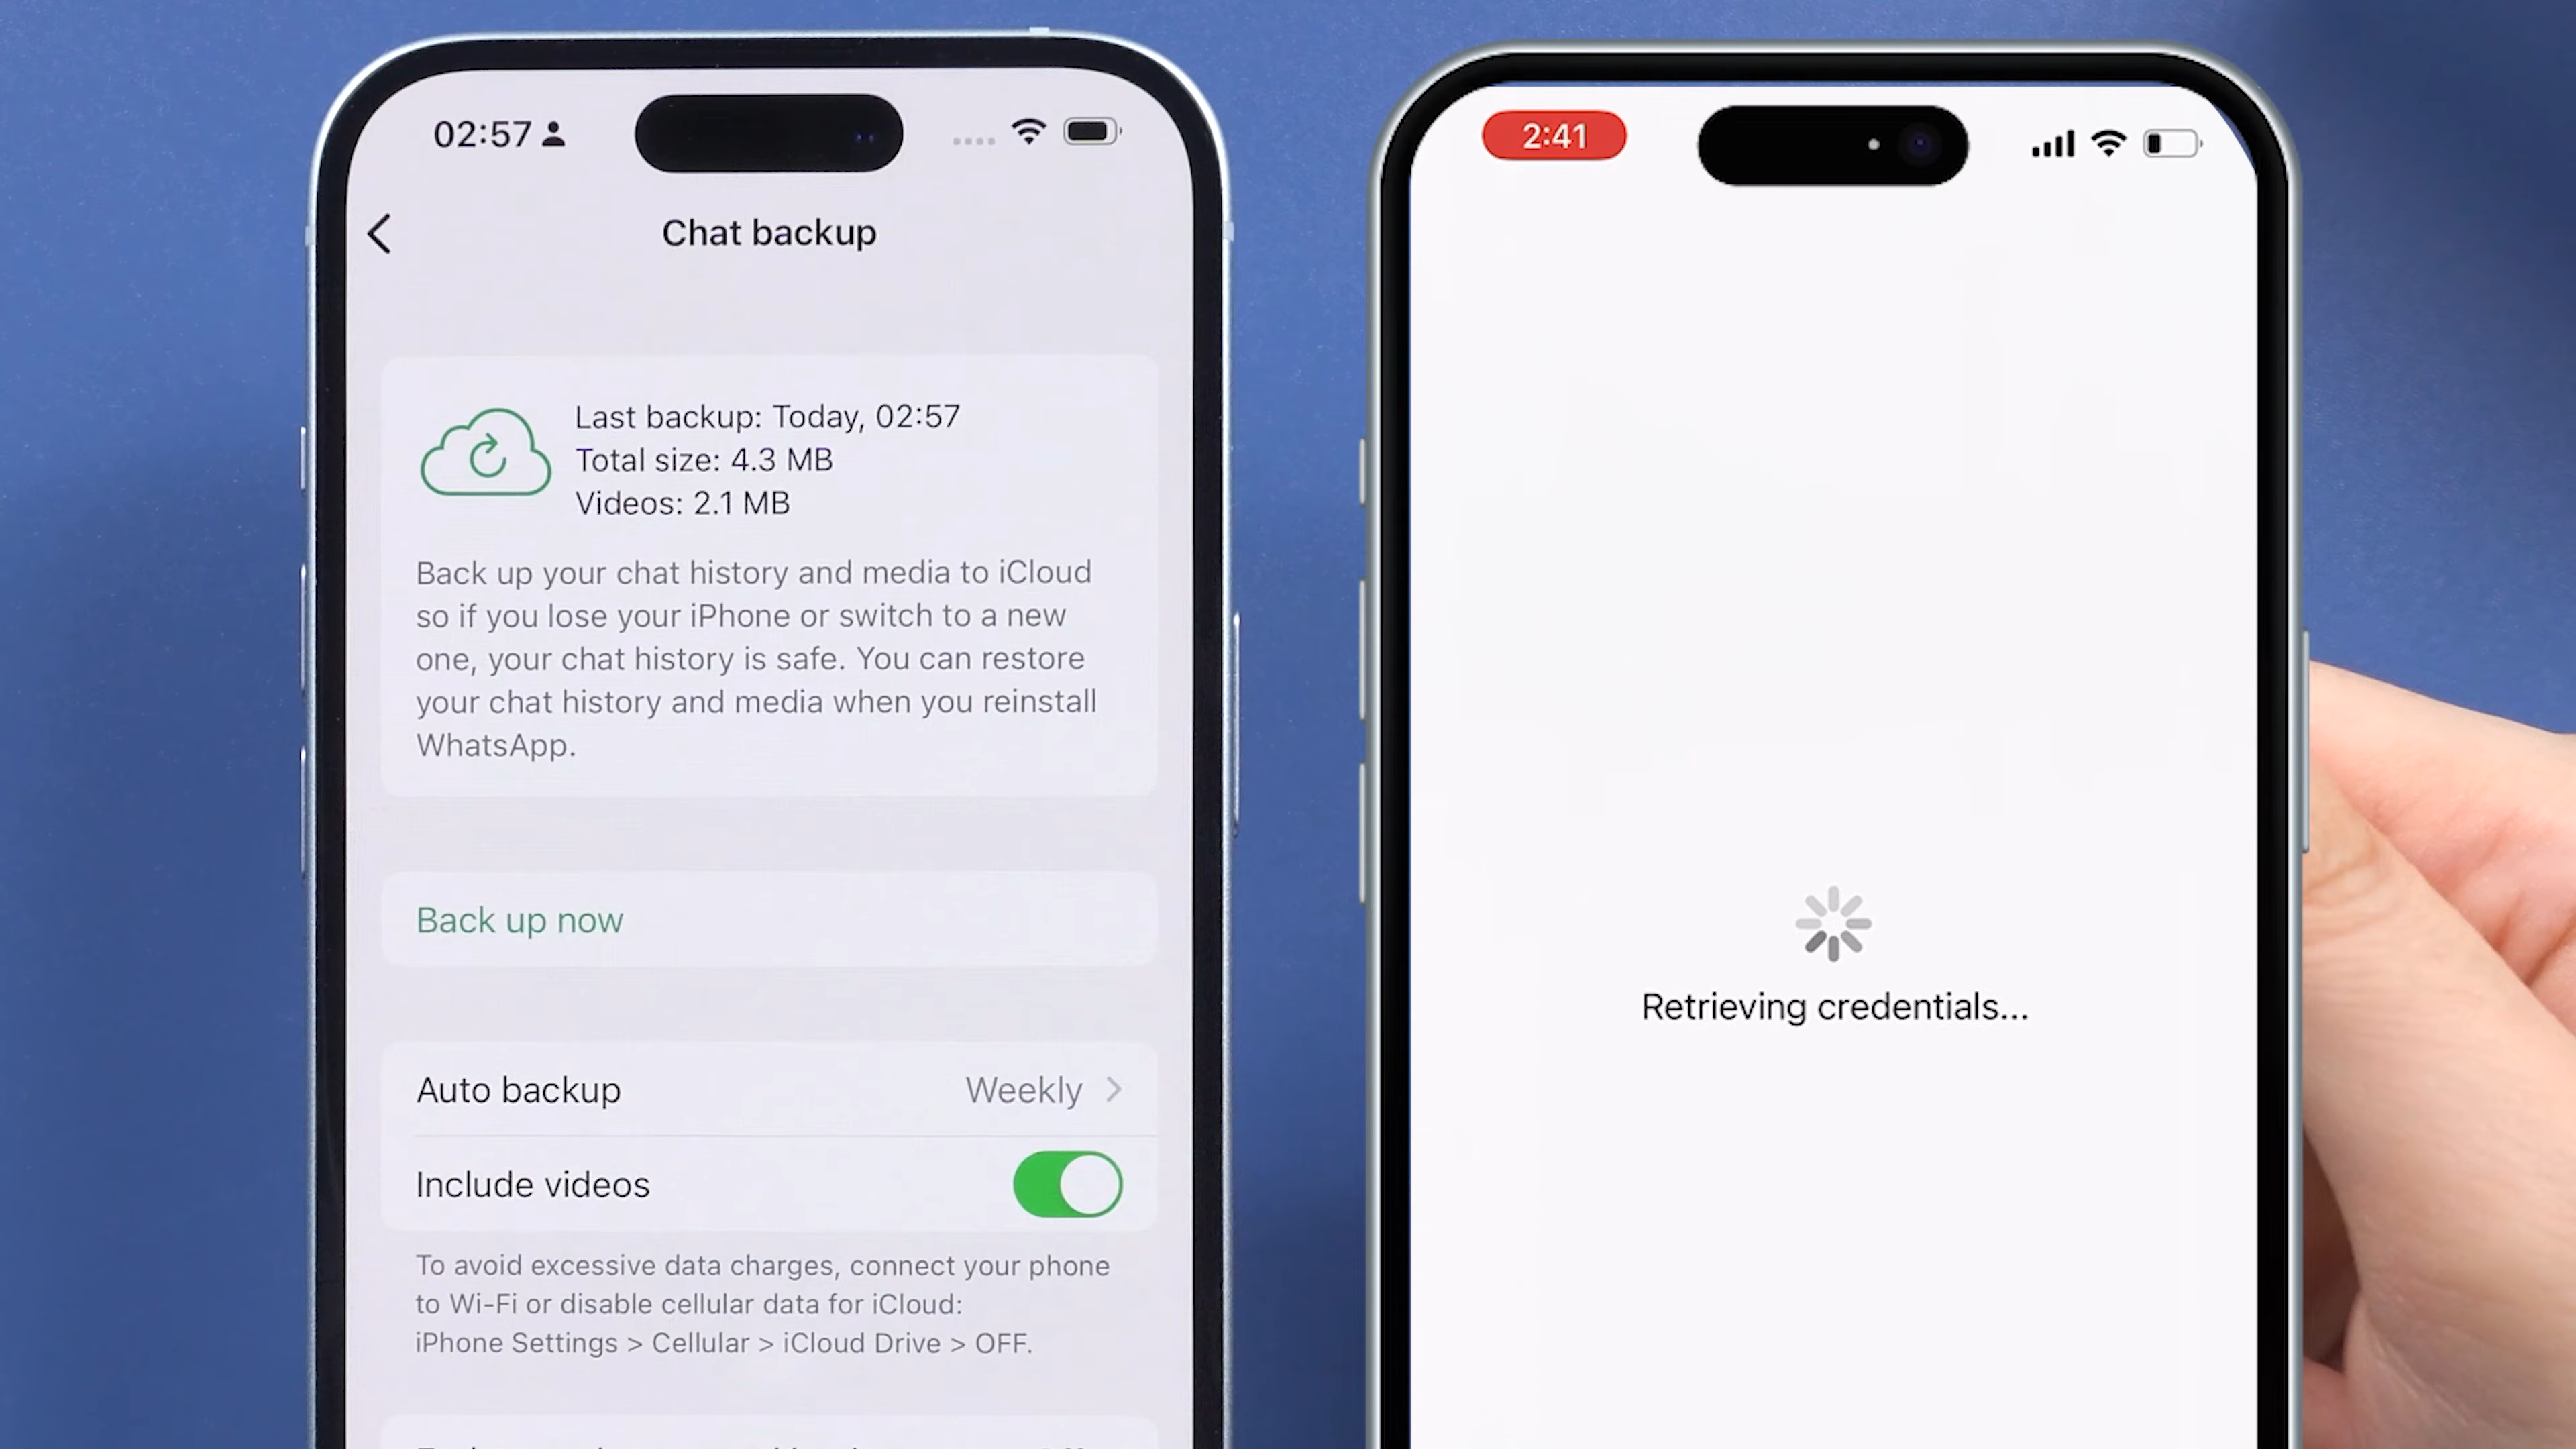 02:57
Chat backup
Last backup: Today, 02:57
Total size: 4.3 MB
Videos: 2.1 MB
Back up your chat history and media to iCloud
so if you lose your iPhone or switch to a new
one, your chat history is safe. You can restore
your chat history and media when you reinstall
WhatsApp.
Back up now
Auto backup Weekly
Include videos
To avoid excessive data charges, connect your phone
to Wi-Fi or disable cellular data for iCloud:
iPhone Settings > Cellular > iCloud Drive > OFF.
2:41
Retrieving credentials...